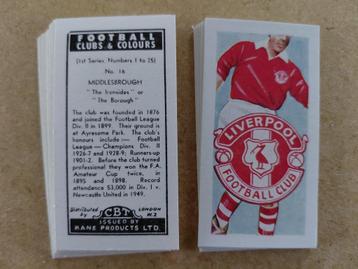 FOOTBALL
CLUBS & COLOURS
(1st Series Numbers 1 to 25)
No. 16
MIDDLESBROUGH
"The Ironsides" or
"The Borough"
The club was founded in 1876
and joined the Football League
Div. II in 1899. Their ground is
at Ayresome Park. The club's
honours include — Football
League — Champions Div. II
1926-7 and 1928-9; Runners-up
1901-2. Before the club turned
professional they won the F.A.
Amateur Cup twice, in
1895 and 1898. Record
attendance 53,000 in Div. I v.
Newcastle United in 1949.
Distributed by
CBT
LONDON
N.2
ISSUED BY
KANE PRODUCTS LTD.
LIVERPOOL
FOOTBALL CLUB